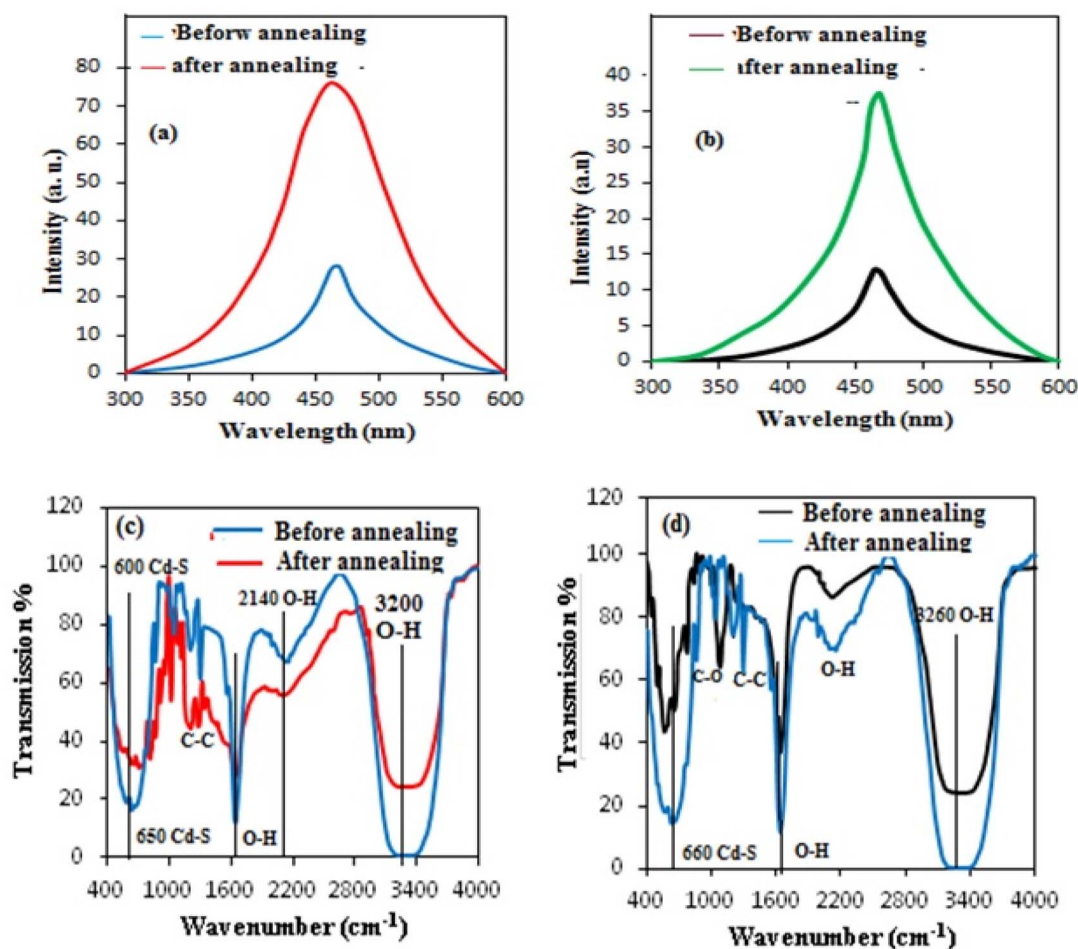 Beforw annealing
after annealing
80
70
60
50
40
30
20
10
0
(a)
Intensity (a. u.)
300 350 400 450 500 550 600
Wavelength (nm)
Beforw annealing
after annealing
40
35
30
25
20
15
10
5
0
(b)
Intensity (a.u)
300 350 400 450 500 550 600
Wavelength (nm)
120
100
80
60
40
20
0
(c)
Before annealing
After annealing
600 Cd-S
2140 O-H
3200
O-H
C-C
650 Cd-S
O-H
Transmission %
400 1000 1600 2200 2800 3400 4000
Wavenumber (cm-1)
120
100
80
60
40
20
0
(d)
Before annealing
After annealing
3260 O-H
C-O
C-C
O-H
660 Cd-S
O-H
Transmission %
400 1000 1600 2200 2800 3400 4000
Wavenumber (cm-1)